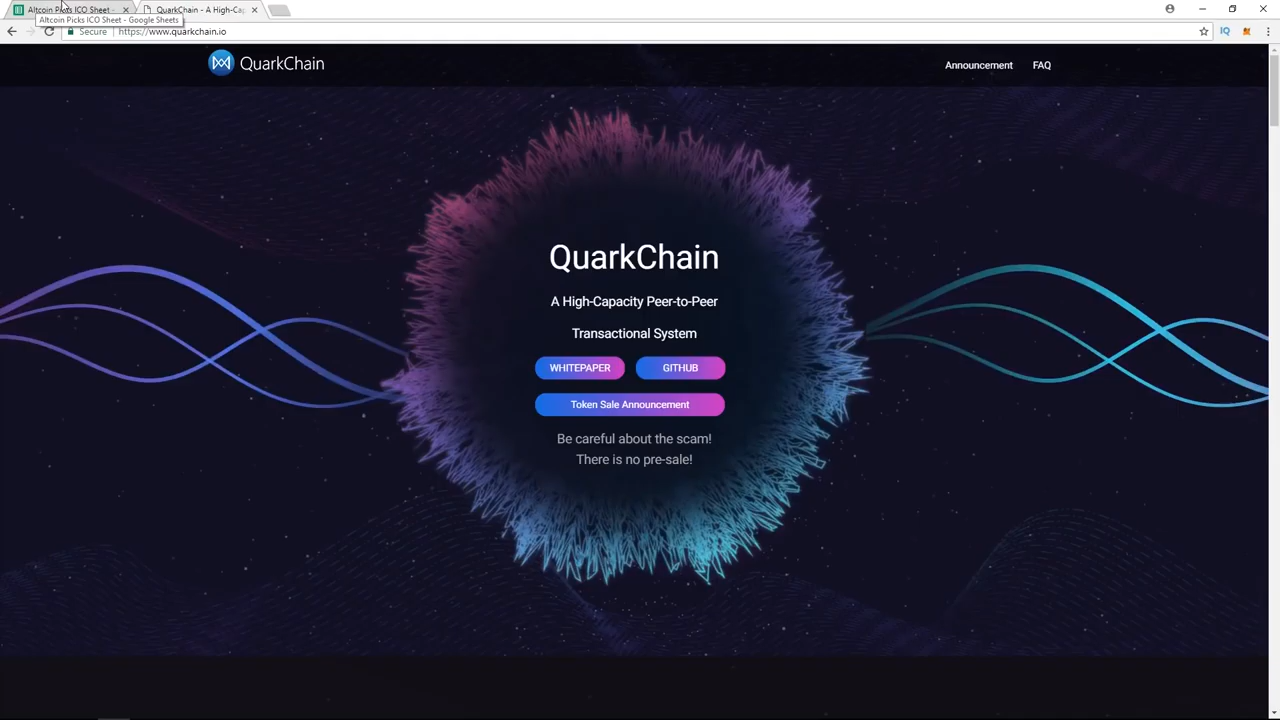 Altcoin Picks ICO Sheet -
QuarkChain - A High-Cap
Altcoin Picks ICO Sheet - Google Sheets
Secure
https://www.quarkchain.io
IQ
QuarkChain
Announcement
FAQ
QuarkChain
A High-Capacity Peer-to-Peer
Transactional System
WHITEPAPER
GITHUB
Token Sale Announcement
Be careful about the scam!
There is no pre-sale!